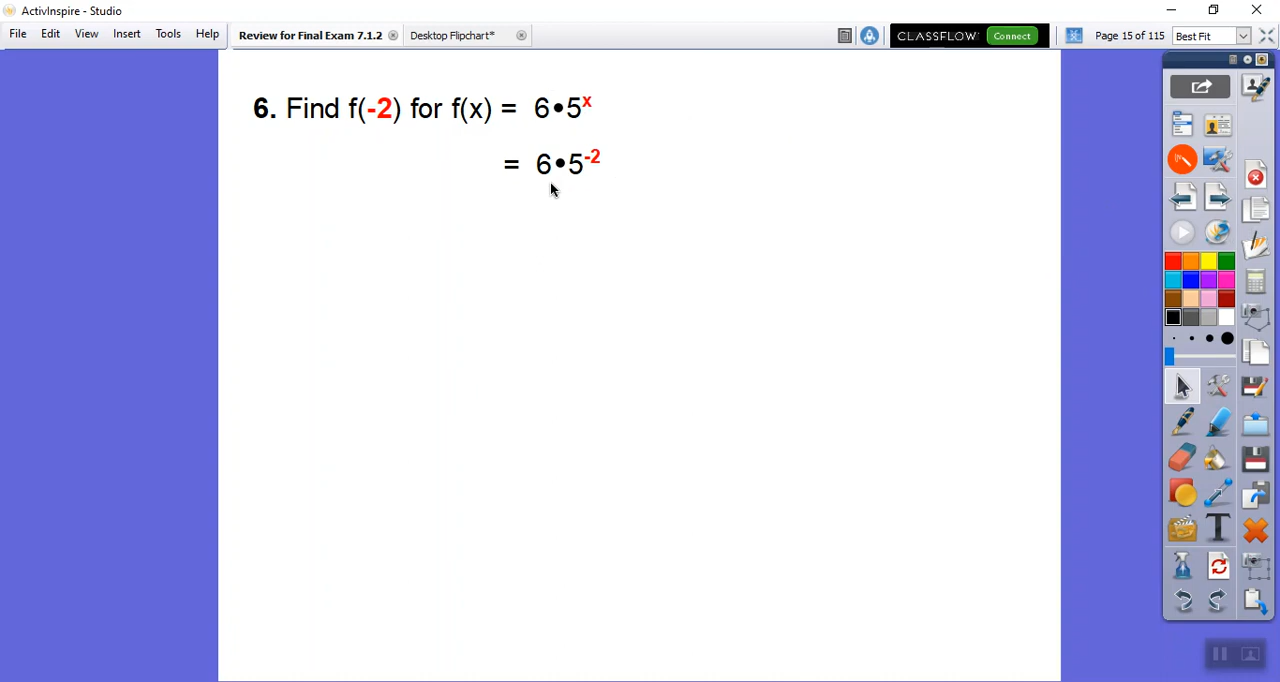 ActivInspire - Studio
File Edit View Insert Tools Help
Review for Final Exam 7.1.2
Desktop Flipchart*
CLASSFLOW Connect
Page 15 of 115
Best Fit
6. Find f(-2) for f(x) = 6•5ˣ
= 6•5⁻²
T